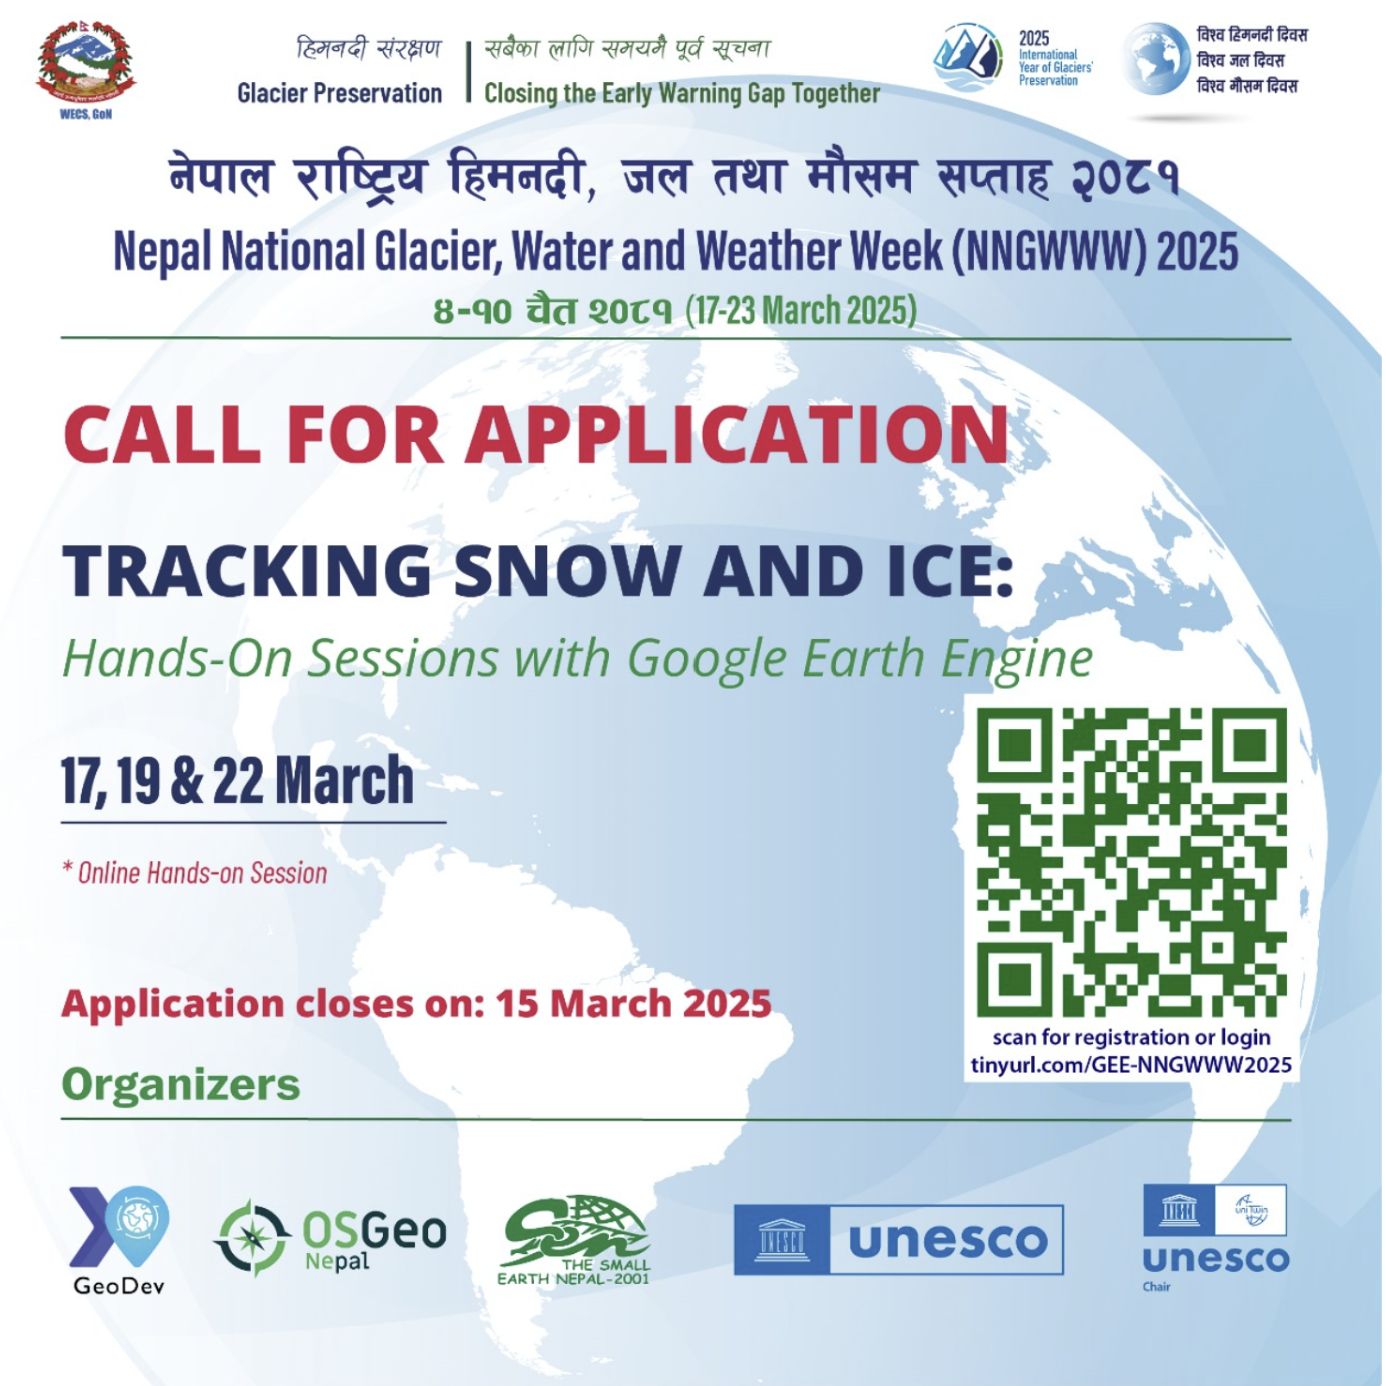 WECS, GoN
हिमनदी संरक्षण
Glacier Preservation
सबैका लागि समयमै पूर्व सूचना
Closing the Early Warning Gap Together
2025
International
Year of Glaciers'
Preservation
विश्व हिमनदी दिवस
विश्व जल दिवस
विश्व मौसम दिवस
नेपाल राष्ट्रिय हिमनदी, जल तथा मौसम सप्ताह २०८१
Nepal National Glacier, Water and Weather Week (NNGWWW) 2025
४-१० चैत २०८१ (17-23 March 2025)
CALL FOR APPLICATION
TRACKING SNOW AND ICE:
Hands-On Sessions with Google Earth Engine
17, 19 & 22 March
* Online Hands-on Session
Application closes on: 15 March 2025
scan for registration or login
tinyurl.com/GEE-NNGWWW2025
Organizers
GeoDev
OSGeo
Nepal
THE SMALL
EARTH NEPAL-2001
unesco
uniTwin
unesco
Chair